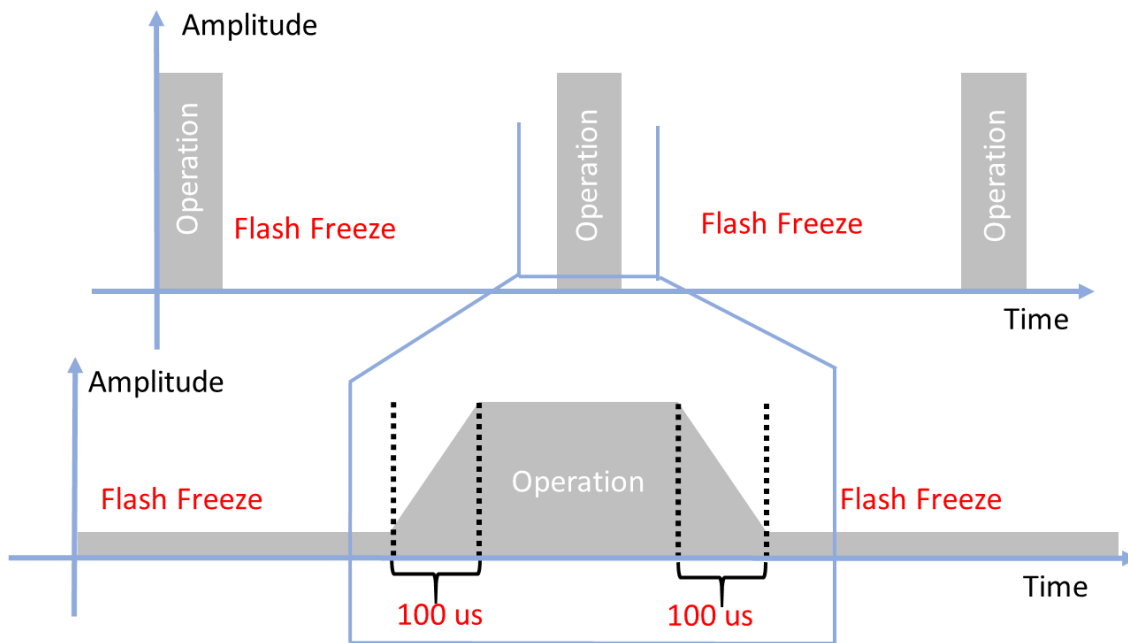 Amplitude
Operation
Flash Freeze
Operation
Flash Freeze
Operation
Time
Amplitude
Flash Freeze
Operation
Flash Freeze
Time
100 us
100 us